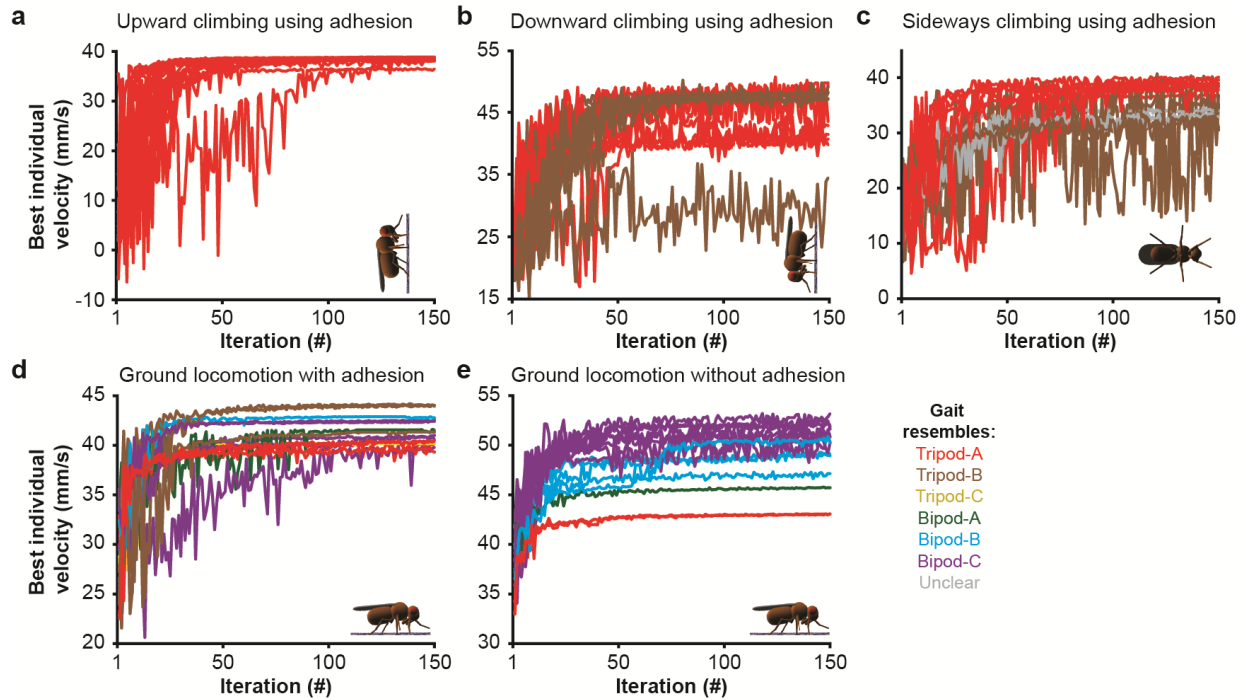 a Upward climbing using adhesion
b Downward climbing using adhesion
c Sideways climbing using adhesion
Best individual
velocity (mm/s)
40
30
20
10
0
-10
1 50 100 150
Iteration (#)
55
45
35
25
15
1 50 100 150
Iteration (#)
40
30
20
10
0
1 50 100 150
Iteration (#)
d Ground locomotion with adhesion
e Ground locomotion without adhesion
Best individual
velocity (mm/s)
45
40
35
30
25
20
1 50 100 150
Iteration (#)
55
50
45
40
35
30
1 50 100 150
Iteration (#)
Gait
resembles:
Tripod-A
Tripod-B
Tripod-C
Bipod-A
Bipod-B
Bipod-C
Unclear